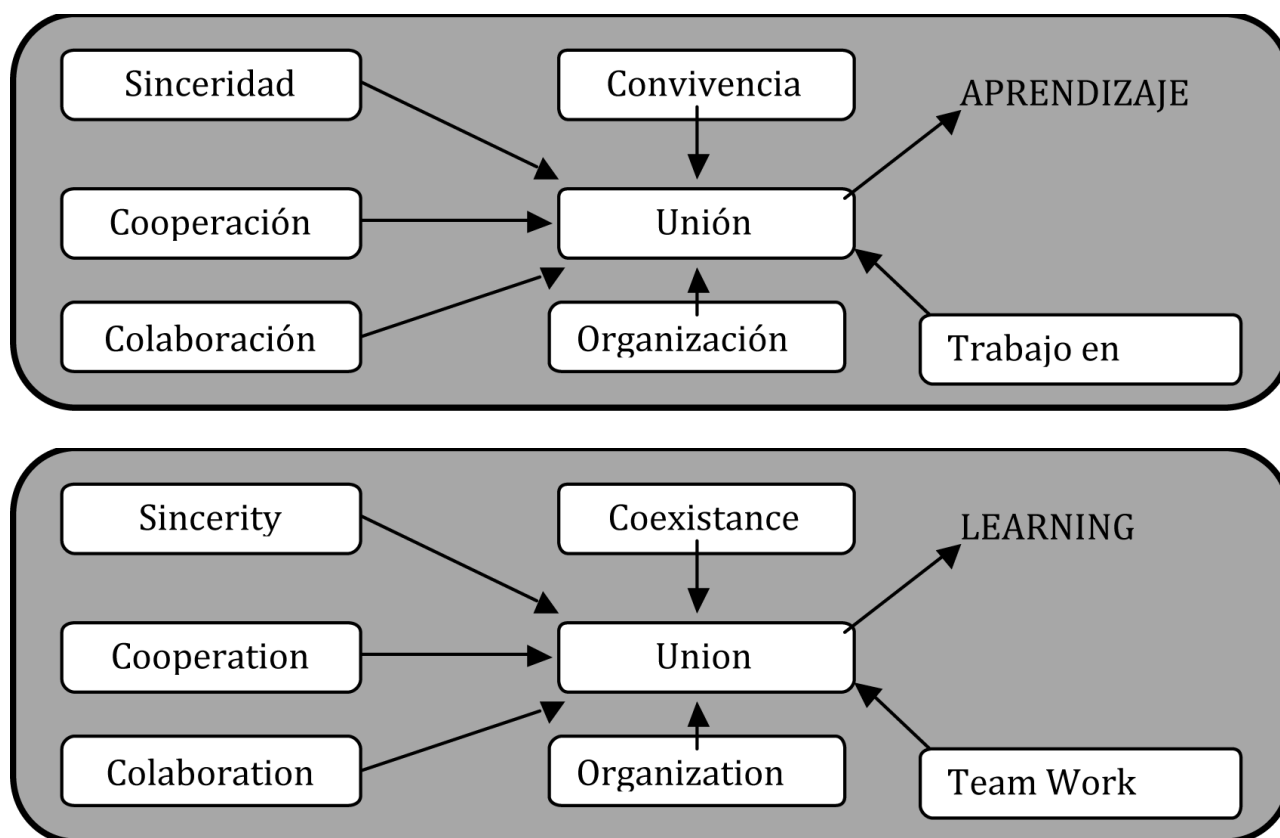 Sinceridad
Convivencia
APRENDIZAJE
Cooperación
Unión
Colaboración
Organización
Trabajo en
Sincerity
Coexistance
LEARNING
Cooperation
Union
Colaboration
Organization
Team Work